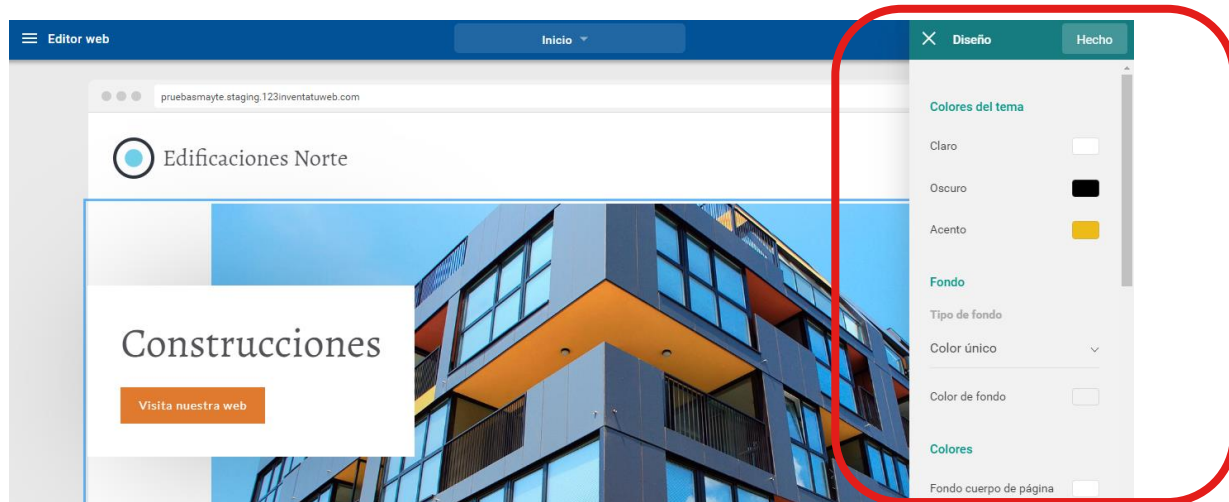 Editor web
Inicio
Diseño
Hecho
pruebasmayte.staging.123inventatuweb.com
Edificaciones Norte
Construcciones
Visita nuestra web
Colores del tema
Claro
Oscuro
Acento
Fondo
Tipo de fondo
Color único
Color de fondo
Colores
Fondo cuerpo de página